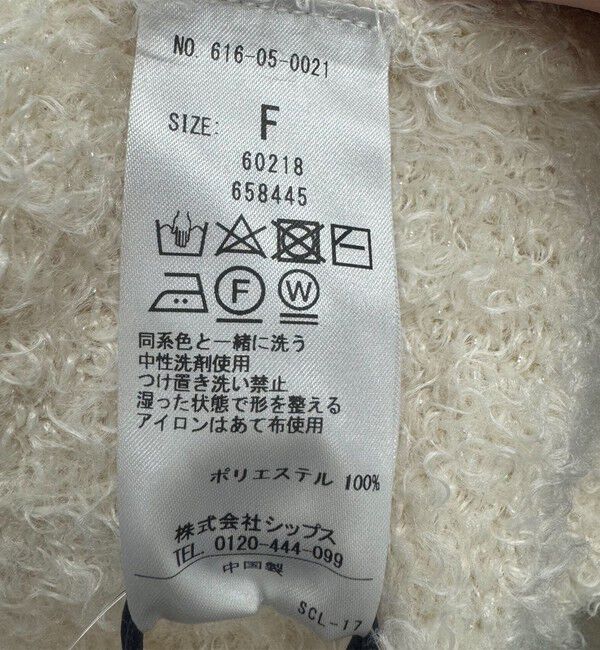 NO. 616-05-0021
SIZE: F
60218
658445
F W
同系色と一緒に洗う
中性洗剤使用
つけ置き洗い禁止
湿った状態で形を整える
アイロンはあて布使用
ポリエステル 100%
株式会社シップス
TEL. 0120-444-099
中国製
SCL-17